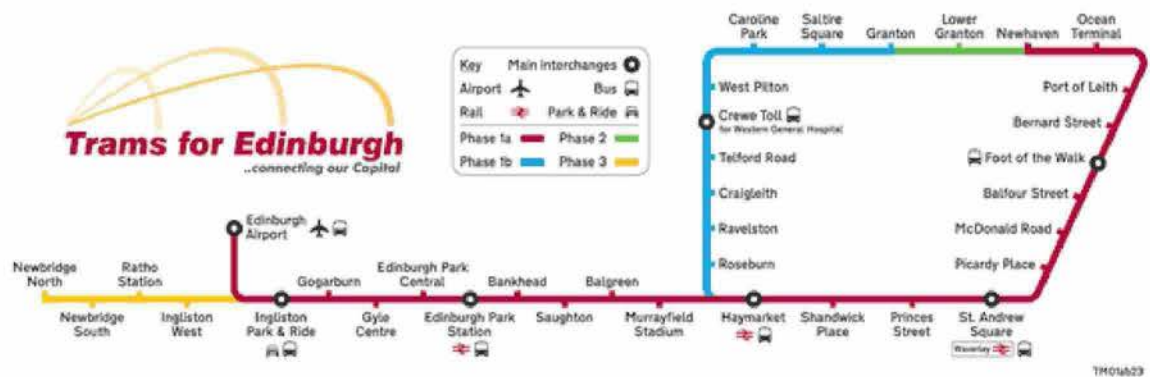 Trams for Edinburgh
..connecting our Capital
Key
Main interchanges
Airport
Bus
Rail
Park & Ride
Phase 1a
Phase 2
Phase 1b
Phase 3
Caroline
Park
Saltire
Square
Granton
Lower
Granton
Newhaven
Ocean
Terminal
West Pilton
Crewe Toll
for Western General Hospital
Telford Road
Craigleith
Ravelston
Roseburn
Port of Leith
Bernard Street
Foot of the Walk
Balfour Street
McDonald Road
Picardy Place
Edinburgh
Airport
Newbridge
North
Ratho
Station
Gogarburn
Edinburgh Park
Central
Bankhead
Balgreen
Newbridge
South
Ingliston
West
Ingliston
Park & Ride
Gyle
Centre
Edinburgh Park
Station
Saughton
Murrayfield
Stadium
Haymarket
Shandwick
Place
Princes
Street
St. Andrew
Square
Waverley
TM01ab23